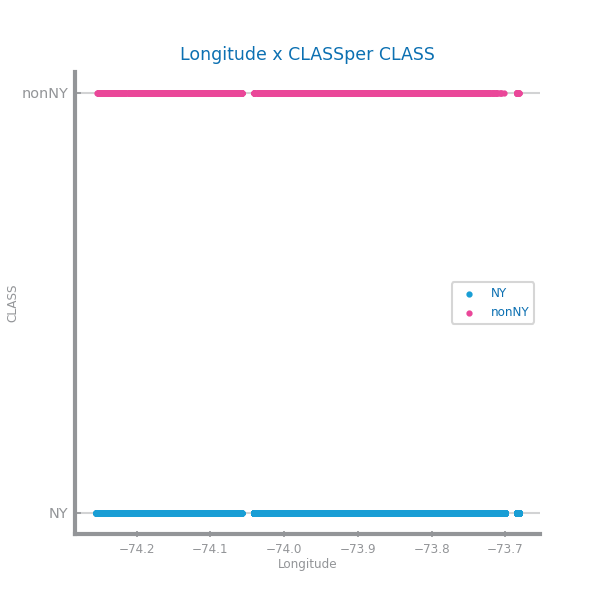 Longitude x CLASSper CLASS
nonNY
CLASS
NY
nonNY
NY
−74.2 −74.1 −74.0 −73.9 −73.8 −73.7
Longitude